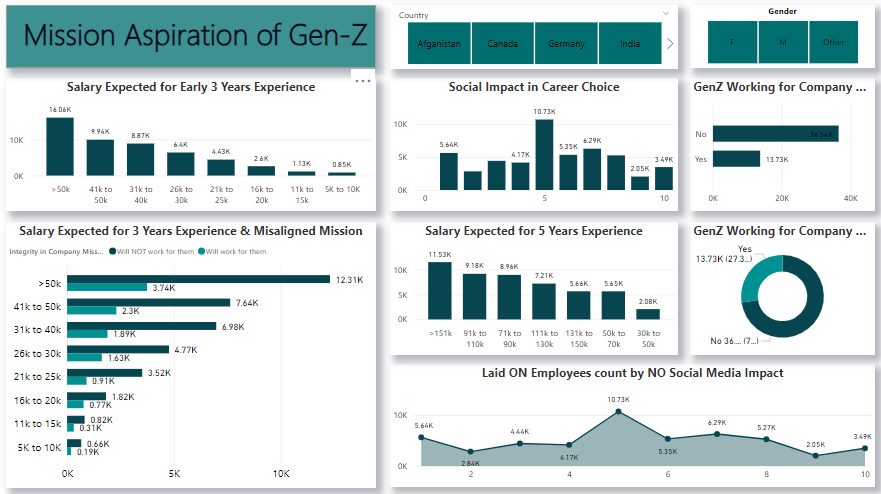 Mission Aspiration of Gen-Z
Country
Afganistan Canada Germany India
Gender
F M Other
Salary Expected for Early 3 Years Experience
16.06K 9.94K 8.87K 6.4K 4.43K 2.6K 1.13K 0.85K
10K
0K
>50k 41k to 50k 31k to 40k 26k to 30k 21k to 25k 16k to 20k 11k to 15k 5K to 10K
Social Impact in Career Choice
5.64K 4.17K 10.73K 5.35K 6.29K 2.05K 3.49K
10K
5K
0K
0 5 10
GenZ Working for Company ...
No
Yes 13.73K
0K 20K 40K
Salary Expected for 3 Years Experience & Misaligned Mission
Integrity in Company Miss... Will NOT work for them Will work for them
>50k 12.31K 3.74K
41k to 50k 7.64K 2.3K
31k to 40k 6.98K 1.89K
26k to 30k 4.77K 1.63K
21k to 25k 3.52K 0.91K
16k to 20k 1.82K 0.77K
11k to 15k 0.82K 0.31K
5K to 10K 0.66K 0.19K
0K 5K 10K
Salary Expected for 5 Years Experience
11.53K 9.18K 8.96K 7.21K 5.66K 5.65K 2.08K
10K
5K
0K
>151k 91k to 110k 71k to 90k 111k to 130k 131k to 150k 50k to 70k 30k to 50k
GenZ Working for Company ...
Yes
13.73K (27.3...)
No 36.... (7...)
Laid ON Employees count by NO Social Media Impact
5.64K 2.84K 4.44K 4.17K 10.73K 5.35K 6.29K 5.27K 2.05K 3.49K
10K
0K
2 4 6 8 10